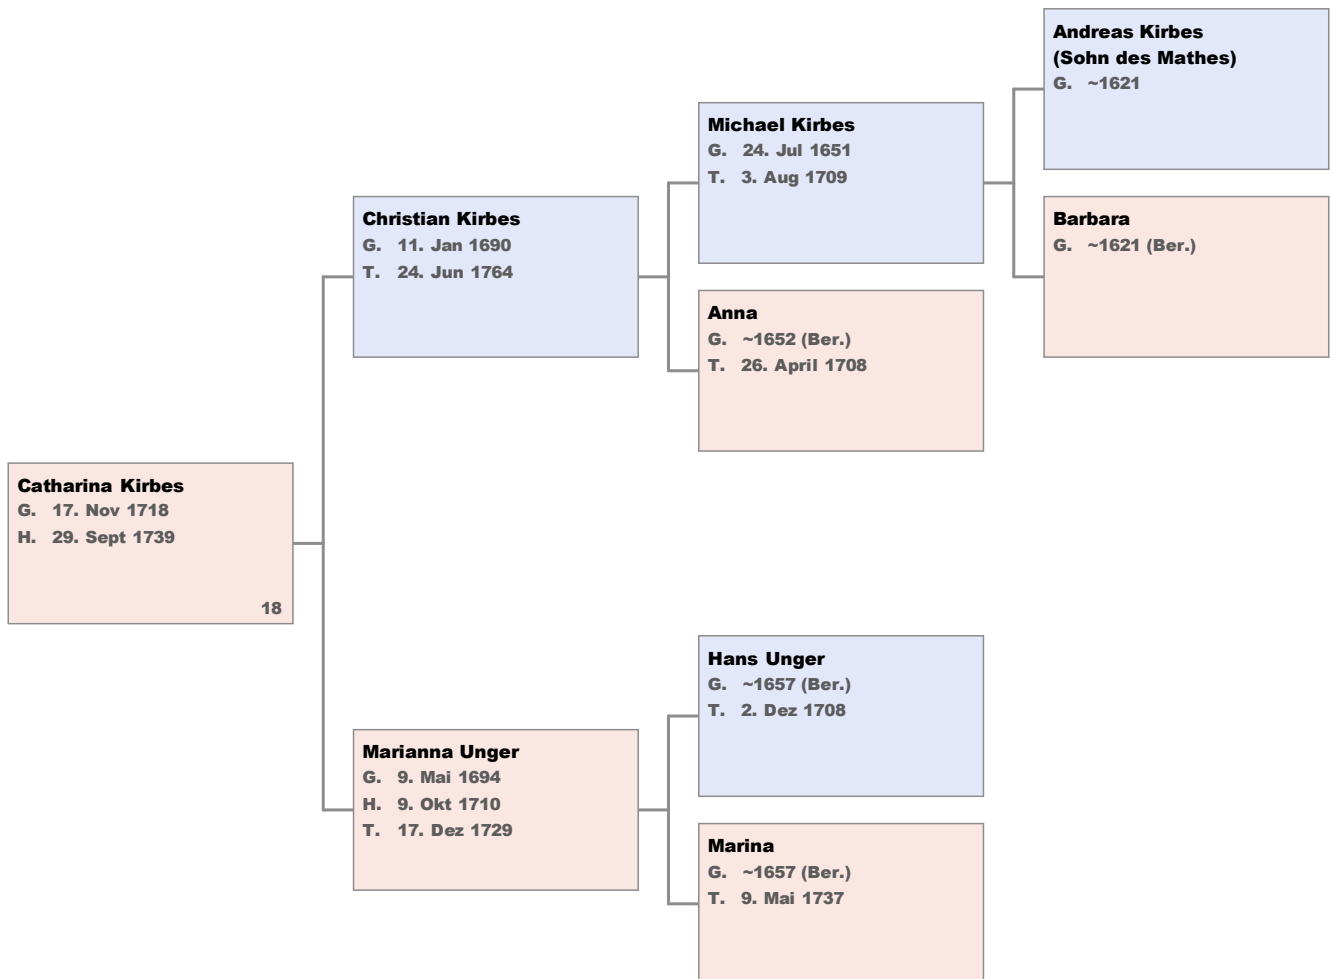 Andreas Kirbes
(Sohn des Mathes)
G. ~1621
Michael Kirbes
G. 24. Jul 1651
T. 3. Aug 1709
Christian Kirbes
G. 11. Jan 1690
T. 24. Jun 1764
Barbara
G. ~1621 (Ber.)
Anna
G. ~1652 (Ber.)
T. 26. April 1708
Catharina Kirbes
G. 17. Nov 1718
H. 29. Sept 1739
18
Hans Unger
G. ~1657 (Ber.)
T. 2. Dez 1708
Marianna Unger
G. 9. Mai 1694
H. 9. Okt 1710
T. 17. Dez 1729
Marina
G. ~1657 (Ber.)
T. 9. Mai 1737